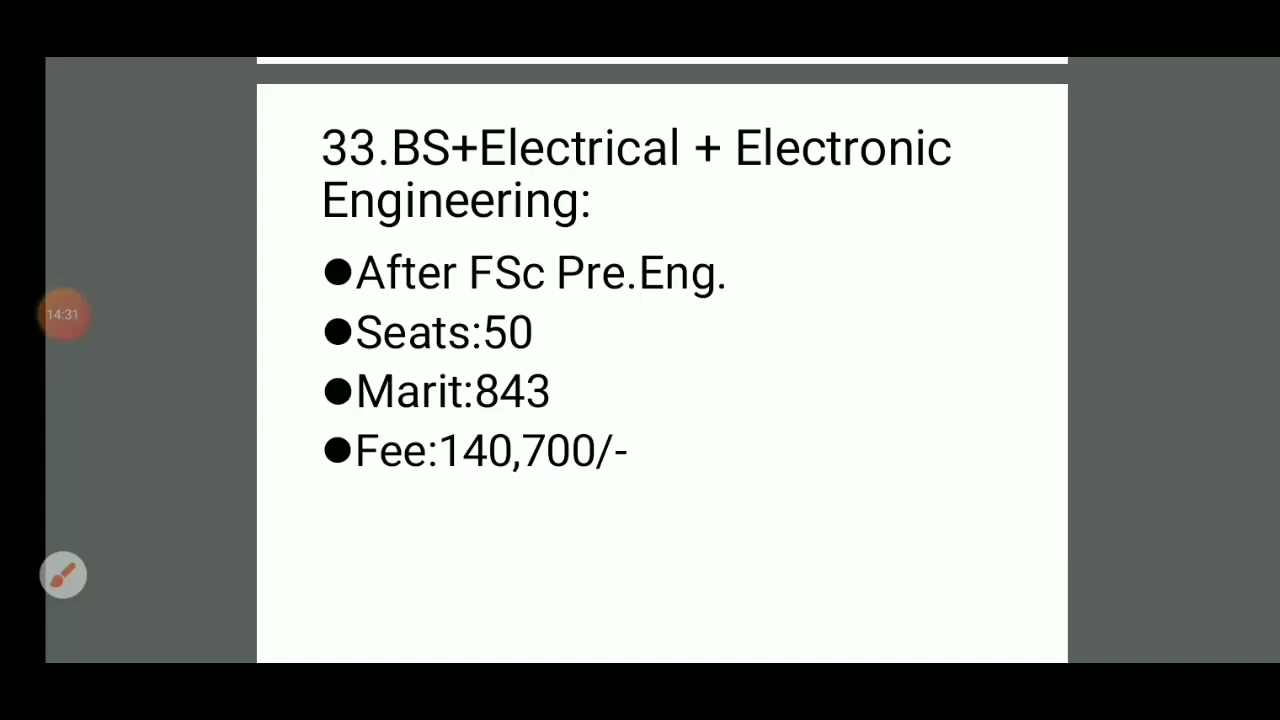 33.BS+Electrical + Electronic
Engineering:
●After FSc Pre.Eng.
●Seats:50
●Marit:843
●Fee:140,700/-
14:31